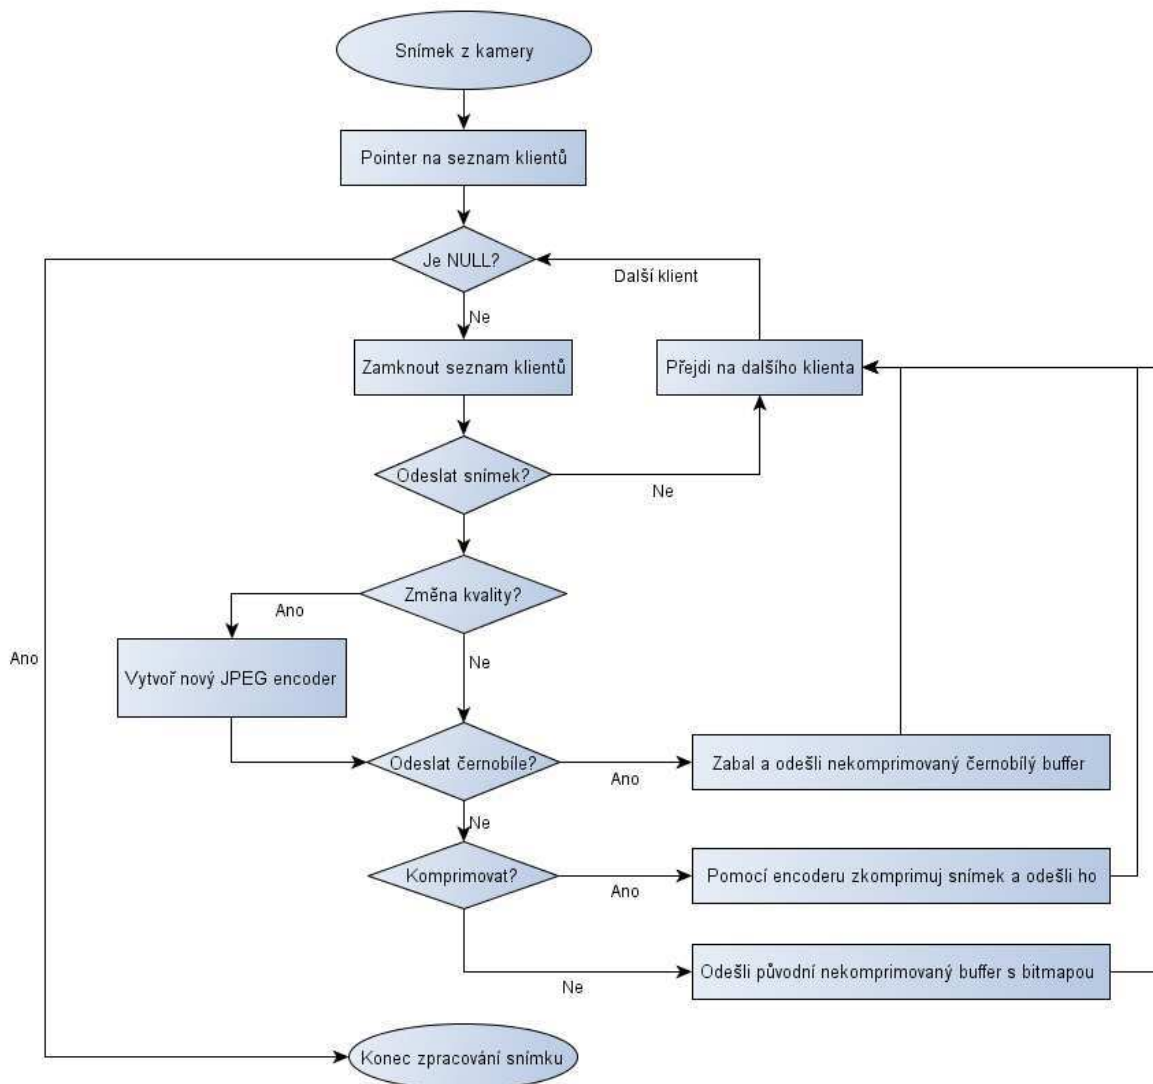 Snímek z kamery
Pointer na seznam klientů
Je NULL?
Další klient
Ne
Zamknout seznam klientů
Přejdi na dalšího klienta
Odeslat snímek?
Ne
Změna kvality?
Ano
Ne
Ano
Vytvoř nový JPEG encoder
Odeslat černobíle?
Ano
Zabal a odešli nekomprimovaný černobílý buffer
Ne
Komprimovat?
Ano
Pomocí encoderu zkomprimuj snímek a odešli ho
Odešli původní nekomprimovaný buffer s bitmapou
Ne
Konec zpracování snímku